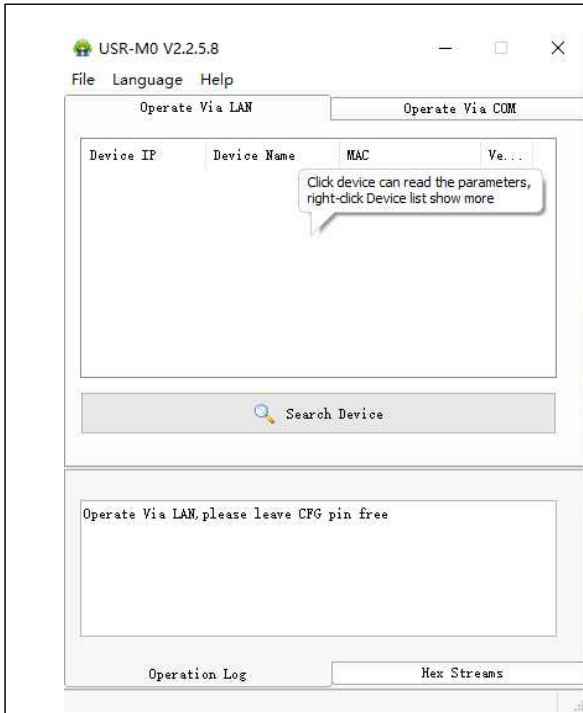 USR-M0 V2.2.5.8
File Language Help
Operate Via LAN Operate Via COM
Device IP Device Name MAC Ve...
Click device can read the parameters,
right-click Device list show more
Search Device
Operate Via LAN, please leave CFG pin free
Operation Log Hex Streams